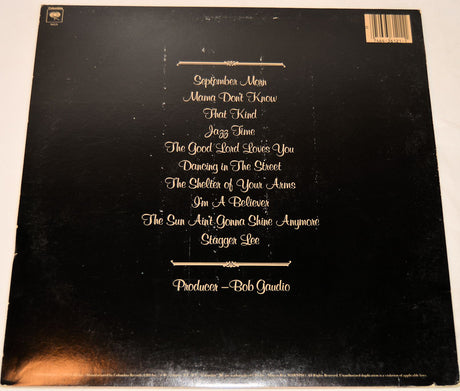 Columbia
September Morn
Mama Don't Know
That Kind
Jazz Time
The Good Lord Loves You
Dancing in The Street
The Shelter of Your Arms
I'm A Believer
The Sun Ain't Gonna Shine Anymore
Stagger Lee
Producer – Bob Gaudio